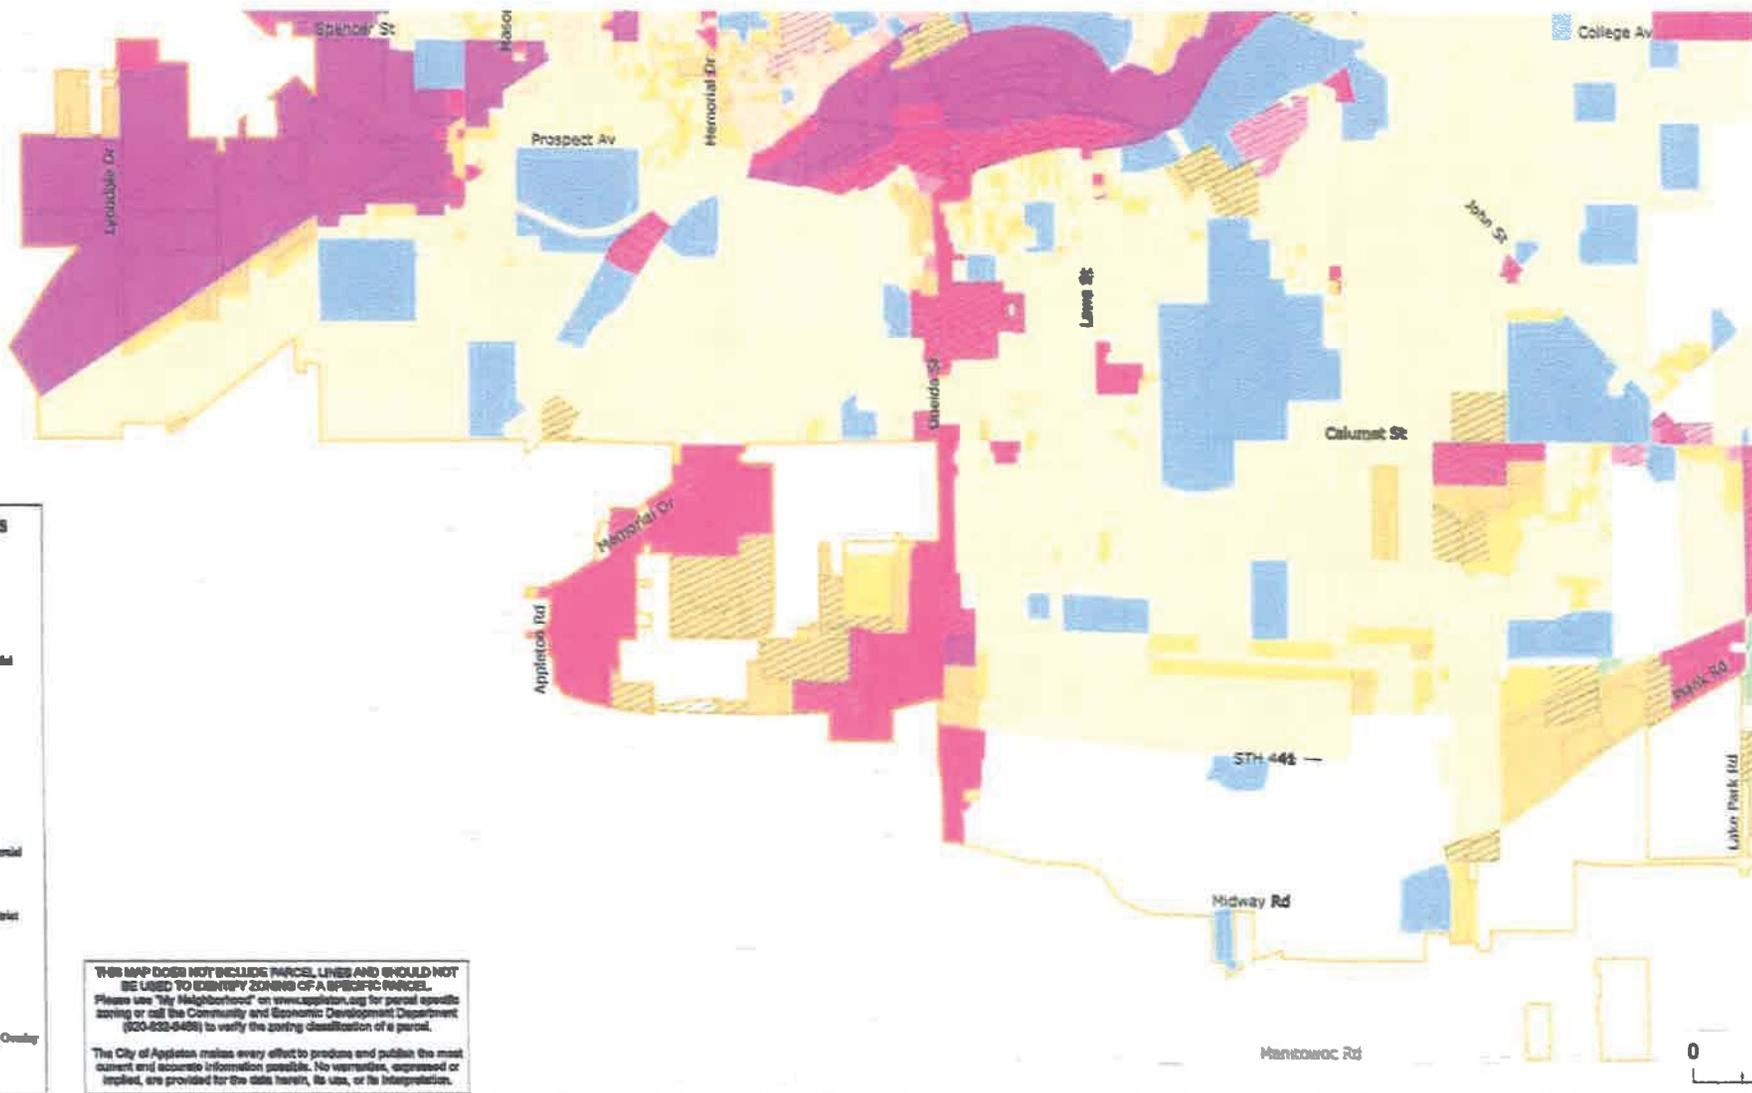 Spencer St
College Av
Memorial Dr
Prospect Av
Lynndale Dr
John St
Oneida St
Calumet St
Memorial Dr
Appleton Rd
Plank Rd
STH 441
Lake Park Rd
Midway Rd
THIS MAP DOES NOT INCLUDE PARCEL LINES AND SHOULD NOT
BE USED TO IDENTIFY ZONING OF A SPECIFIC PARCEL.
Please use "My Neighborhood" on www.appleton.org for parcel specific
zoning or call the Community and Economic Development Department
to verify the zoning classification of a parcel.
The City of Appleton makes every effort to produce and publish the most
current and accurate information possible. No warranties, expressed or
implied, are provided for the data herein, its use, or its interpretation.
Overlay
Manitowoc Rd
0